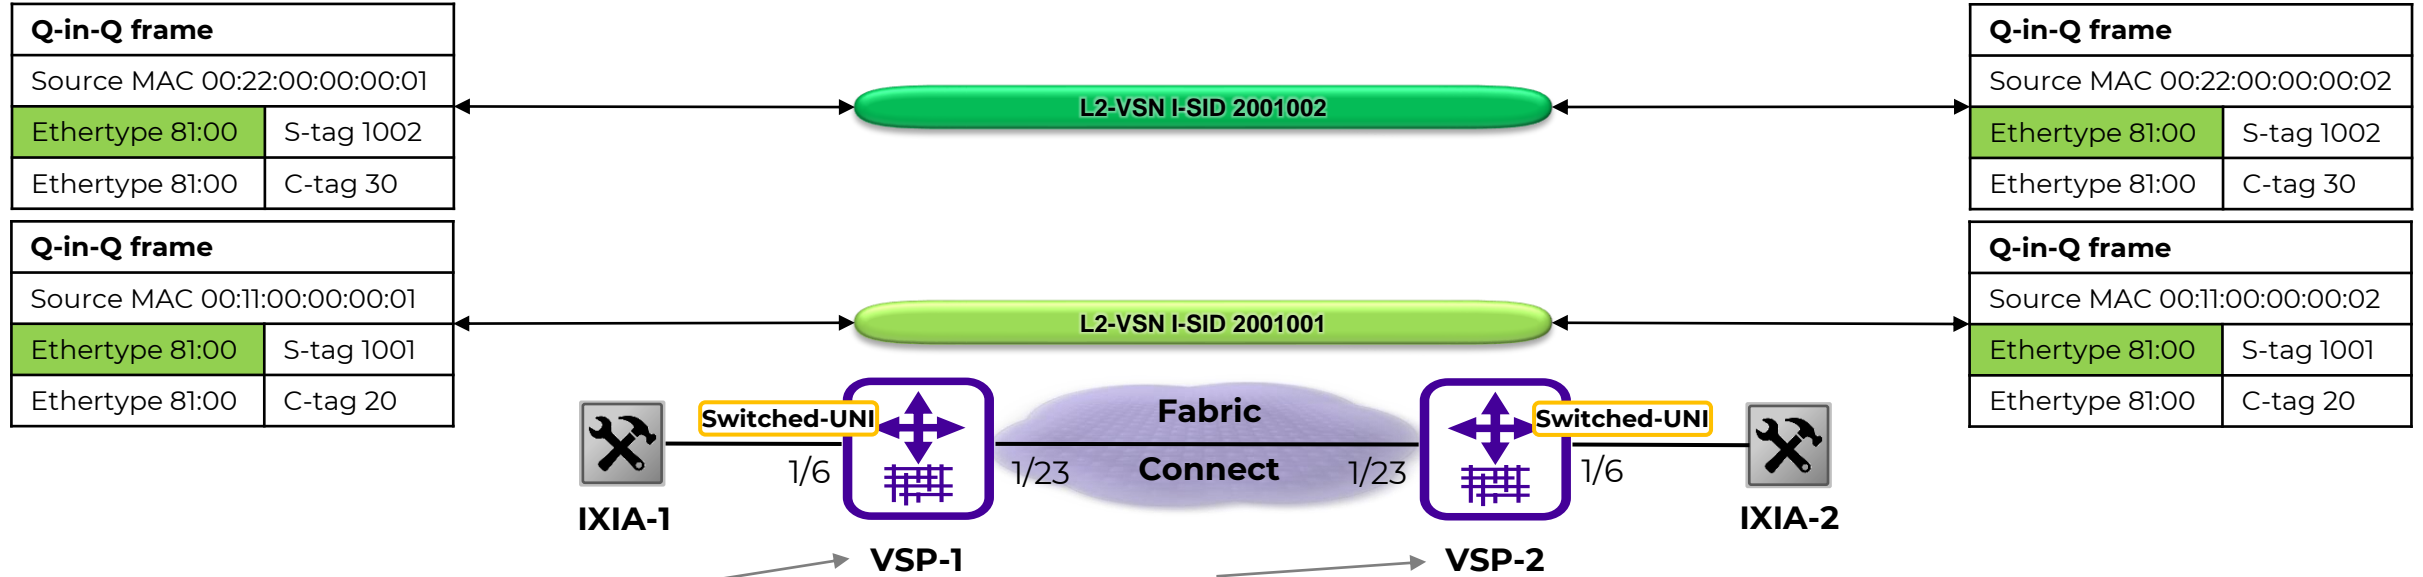 Q-in-Q frame
Source MAC 00:22:00:00:00:01
Ethertype 81:00 S-tag 1002
Ethertype 81:00 C-tag 30
L2-VSN I-SID 2001002
Q-in-Q frame
Source MAC 00:22:00:00:00:02
Ethertype 81:00 S-tag 1002
Ethertype 81:00 C-tag 30
Q-in-Q frame
Source MAC 00:11:00:00:00:01
Ethertype 81:00 S-tag 1001
Ethertype 81:00 C-tag 20
L2-VSN I-SID 2001001
Q-in-Q frame
Source MAC 00:11:00:00:00:02
Ethertype 81:00 S-tag 1001
Ethertype 81:00 C-tag 20
Switched-UNI
Fabric
Connect
Switched-UNI
1/6
1/23
1/23
1/6
IXIA-1
IXIA-2
VSP-1
VSP-2